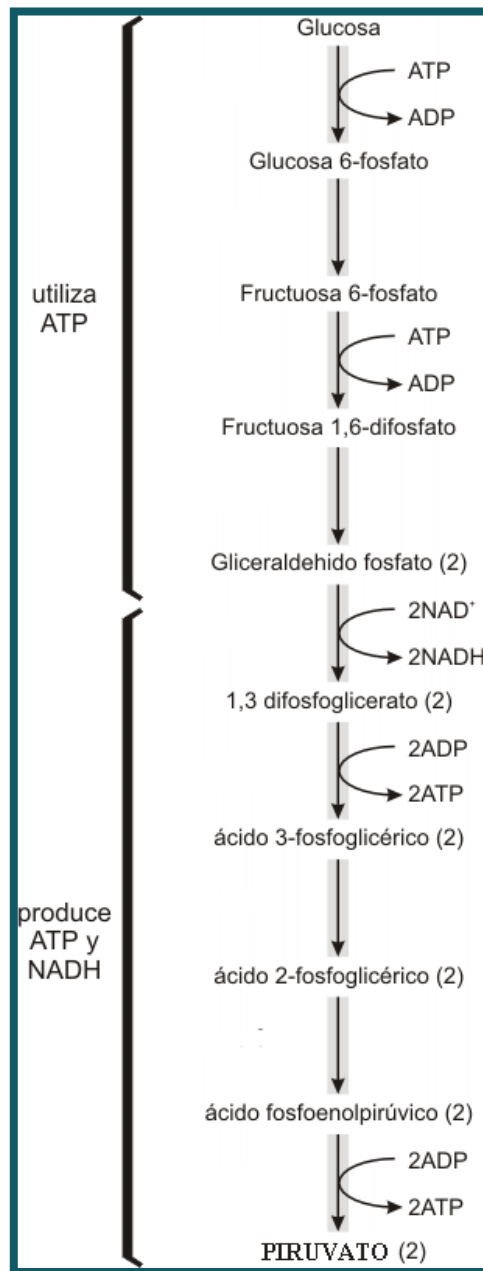 Glucosa
ATP
ADP
Glucosa 6-fosfato
utiliza
ATP
Fructuosa 6-fosfato
ATP
ADP
Fructuosa 1,6-difosfato
Gliceraldehido fosfato (2)
2NAD⁺
2NADH
1,3 difosfoglicerato (2)
2ADP
2ATP
ácido 3-fosfoglicérico (2)
produce
ATP y
NADH
ácido 2-fosfoglicérico (2)
ácido fosfoenolpirúvico (2)
2ADP
2ATP
PIRUVATO (2)